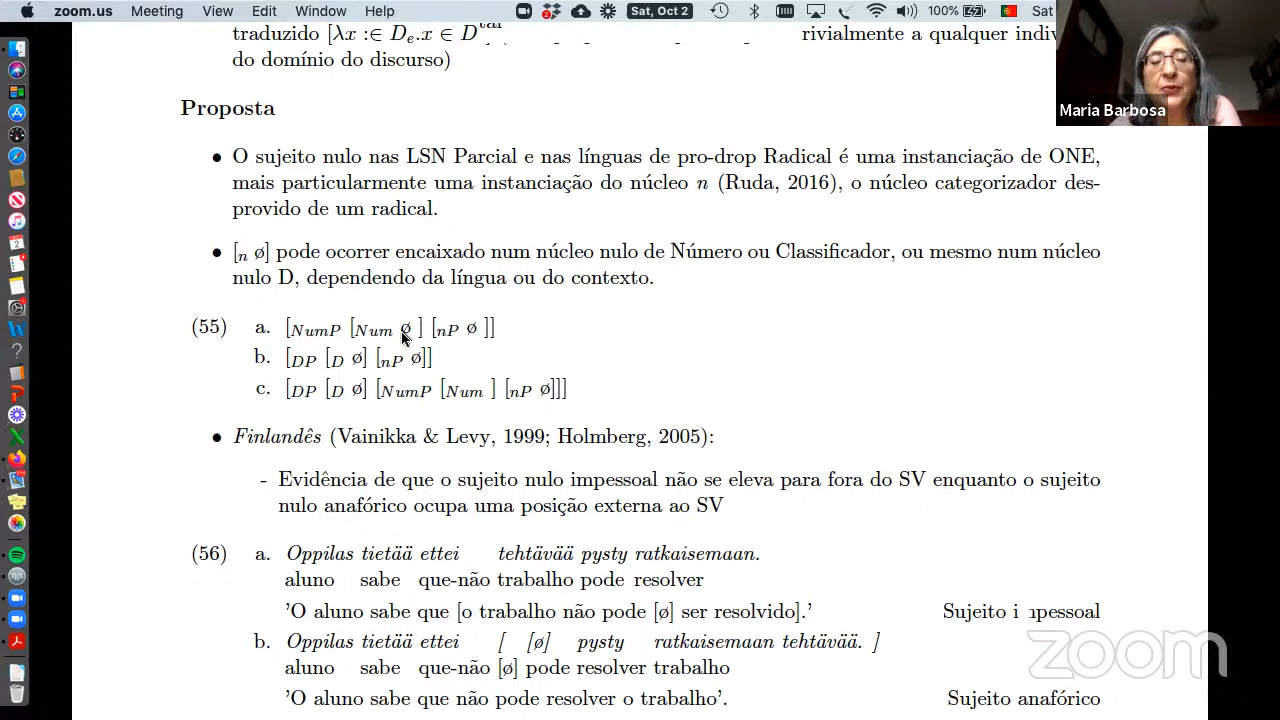 zoom.us Meeting View Edit Window Help Sat, Oct 2 100% Sat
traduzido [λx :∈ D_e.x ∈ D
rivialmente a qualquer indiv
do domínio do discurso)
Maria Barbosa
Proposta
• O sujeito nulo nas LSN Parcial e nas línguas de pro-drop Radical é uma instanciação de ONE,
mais particularmente uma instanciação do núcleo n (Ruda, 2016), o núcleo categorizador des-
provido de um radical.
• [n ø] pode ocorrer encaixado num núcleo nulo de Número ou Classificador, ou mesmo num núcleo
nulo D, dependendo da língua ou do contexto.
(55) a. [NumP [Num ø ] [nP ø ]]
b. [DP [D ø] [nP ø]]
c. [DP [D ø] [NumP [Num ] [nP ø]]]
• Finlandês (Vainikka & Levy, 1999; Holmberg, 2005):
- Evidência de que o sujeito nulo impessoal não se eleva para fora do SV enquanto o sujeito
nulo anafórico ocupa uma posição externa ao SV
(56) a. Oppilas tietää ettei tehtävää pysty ratkaisemaan.
aluno sabe que-não trabalho pode resolver
'O aluno sabe que [o trabalho não pode [ø] ser resolvido].' Sujeito i npessoal
b. Oppilas tietää ettei [ [ø] pysty ratkaisemaan tehtävää. ]
aluno sabe que-não [ø] pode resolver trabalho
'O aluno sabe que não pode resolver o trabalho'. Sujeito anafórico
zoom